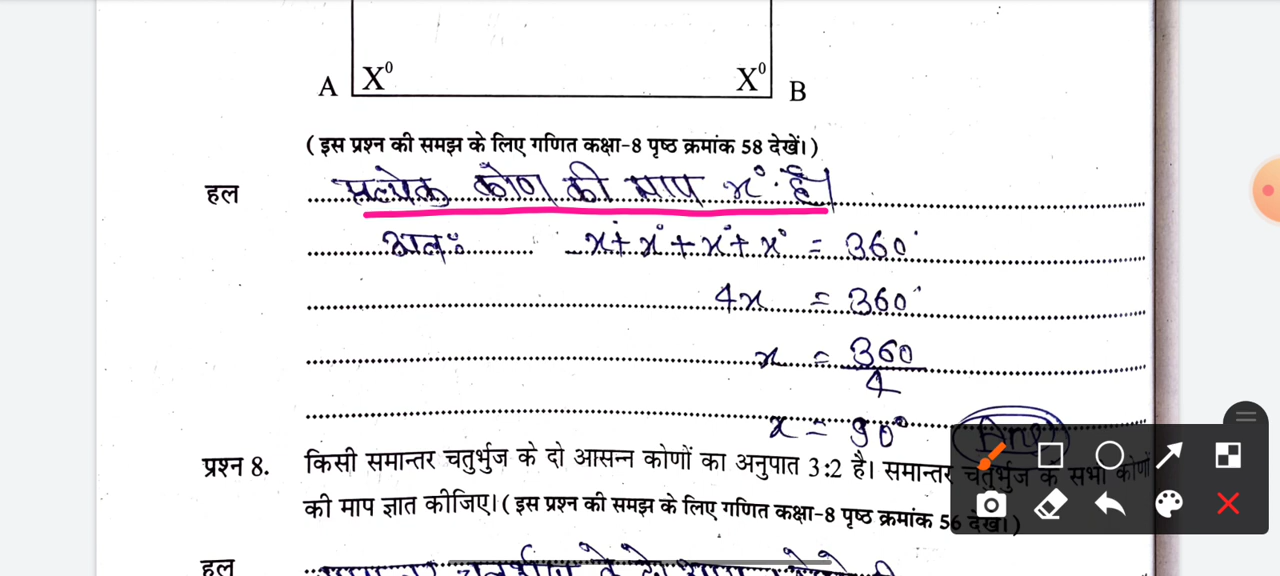 A X⁰ X⁰ B
(इस प्रश्न की समझ के लिए गणित कक्षा-8 पृष्ठ क्रमांक 58 देखें।)
हल प्रत्येक कोण की माप x° है।
अतः x°+x°+x°+x° = 360°
4x = 360°
x = 360/4
x = 90° Ans
प्रश्न 8. किसी समान्तर चतुर्भुज के दो आसन्न कोणों का अनुपात 3:2 है। समान्तर चतुर्भुज के सभी कोणों
की माप ज्ञात कीजिए। (इस प्रश्न की समझ के लिए गणित कक्षा-8 पृष्ठ क्रमांक 56 देखें।)
हल चतुर्भुज के दो